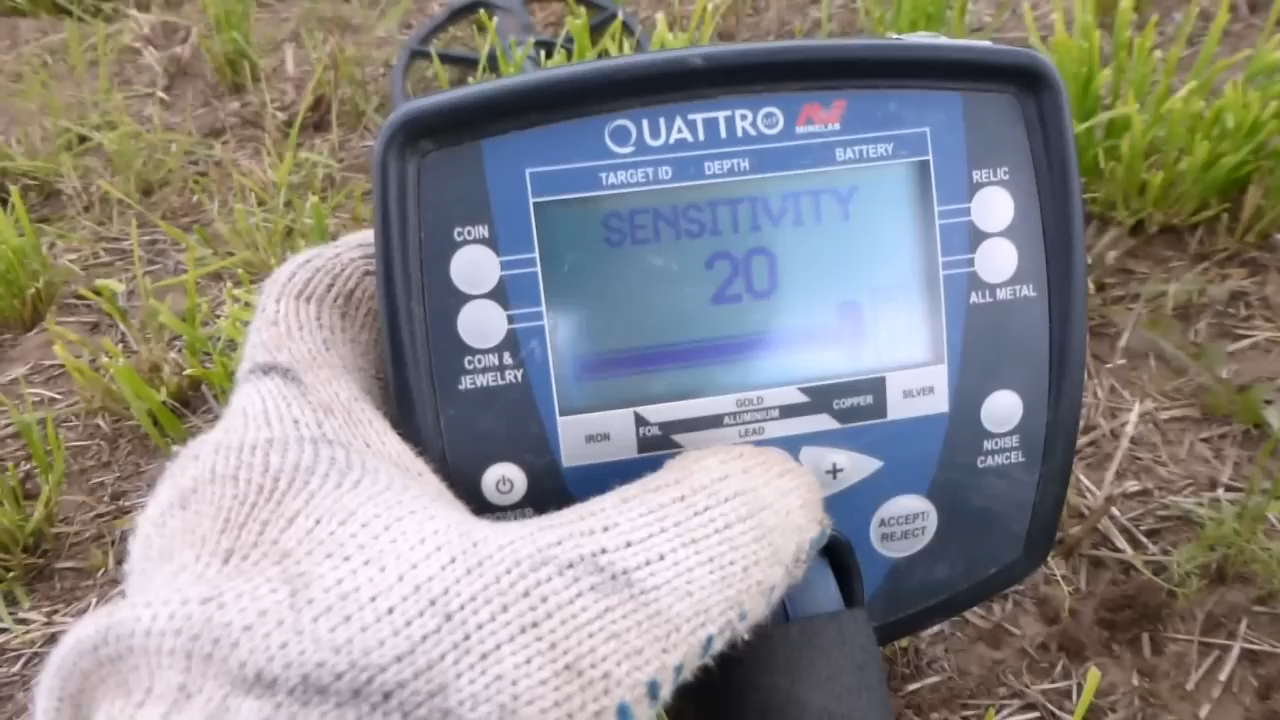 QUATTRO MP MINELAB
TARGET ID DEPTH BATTERY
SENSITIVITY
20
COIN
COIN &
JEWELRY
RELIC
ALL METAL
IRON FOIL GOLD ALUMINIUM LEAD COPPER SILVER
NOISE
CANCEL
POWER
+
ACCEPT/
REJECT